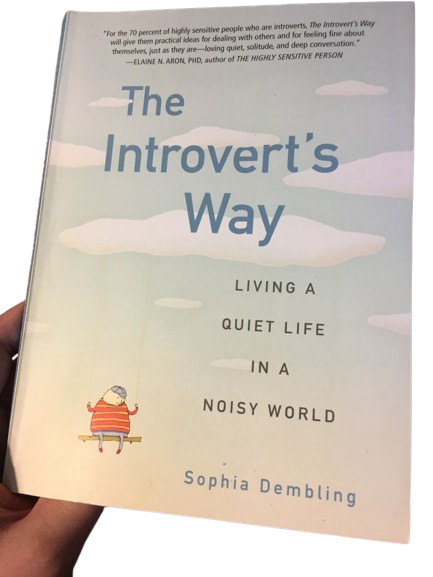 "For the 70 percent of highly sensitive people who are introverts, The Introvert's Way
will give them practical ideas for dealing with others and for feeling fine about
themselves, just as they are—loving quiet, solitude, and deep conversation."
—ELAINE N. ARON, PHD, author of THE HIGHLY SENSITIVE PERSON
The
Introvert's
Way
LIVING A
QUIET LIFE
IN A
NOISY WORLD
Sophia Dembling